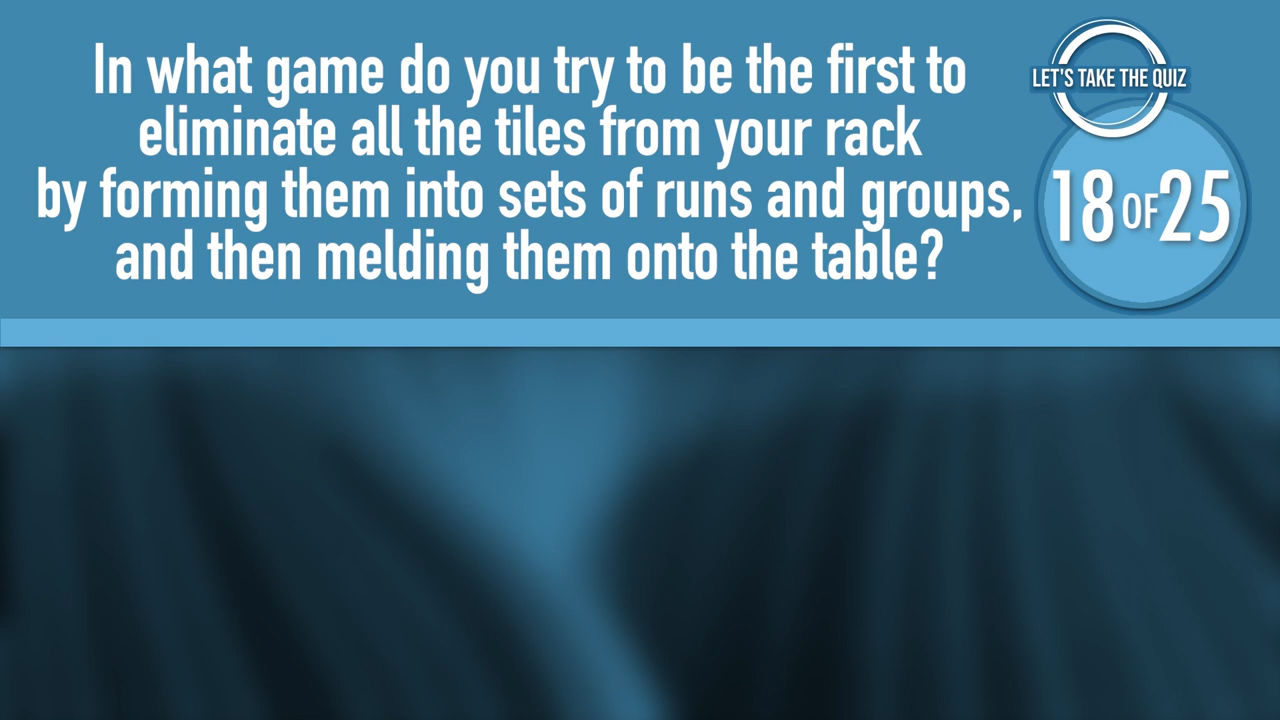 In what game do you try to be the first to
eliminate all the tiles from your rack
by forming them into sets of runs and groups,
and then melding them onto the table?
LET'S TAKE THE QUIZ
18 OF 25